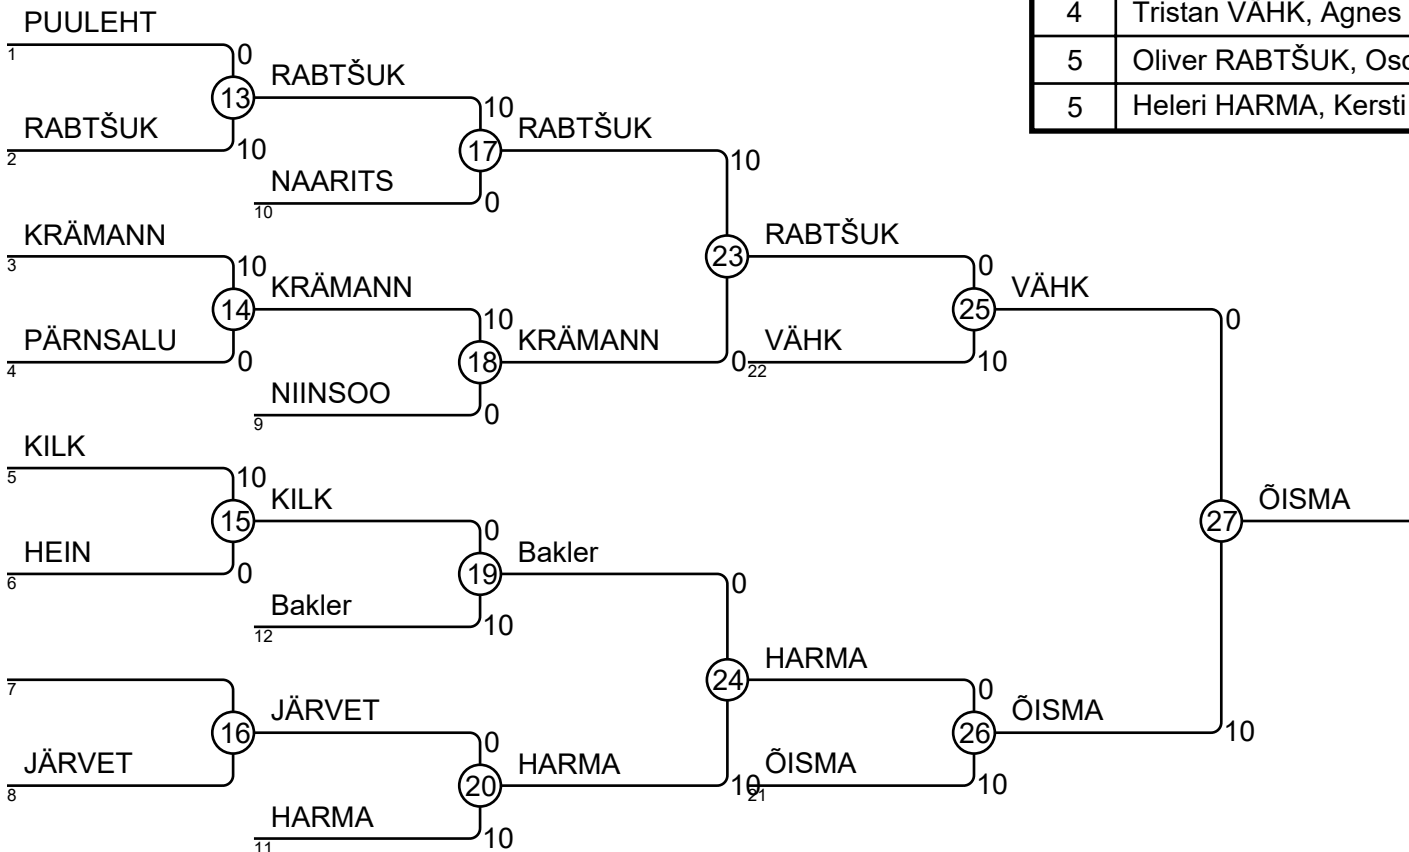 PUULEHT
1
0
13
RABTŠUK
2
10
RABTŠUK
10
17
NAARITS
10
0
RABTŠUK
10
KRÄMANN
3
10
14
PÄRNSALU
4
0
KRÄMANN
10
18
NIINSOO
9
0
KRÄMANN
0
23
RABTŠUK
0
25
VÄHK
22
10
VÄHK
0
KILK
5
10
15
HEIN
6
0
KILK
0
19
Bakler
12
10
Bakler
0
7
16
JÄRVET
8
JÄRVET
0
20
HARMA
11
10
HARMA
10
24
HARMA
0
26
ÕISMA
21
10
ÕISMA
10
27
ÕISMA
4 Tristan VÄHK, Agnes
5 Oliver RABTŠUK,
5 Heleri HARMA, Kersti